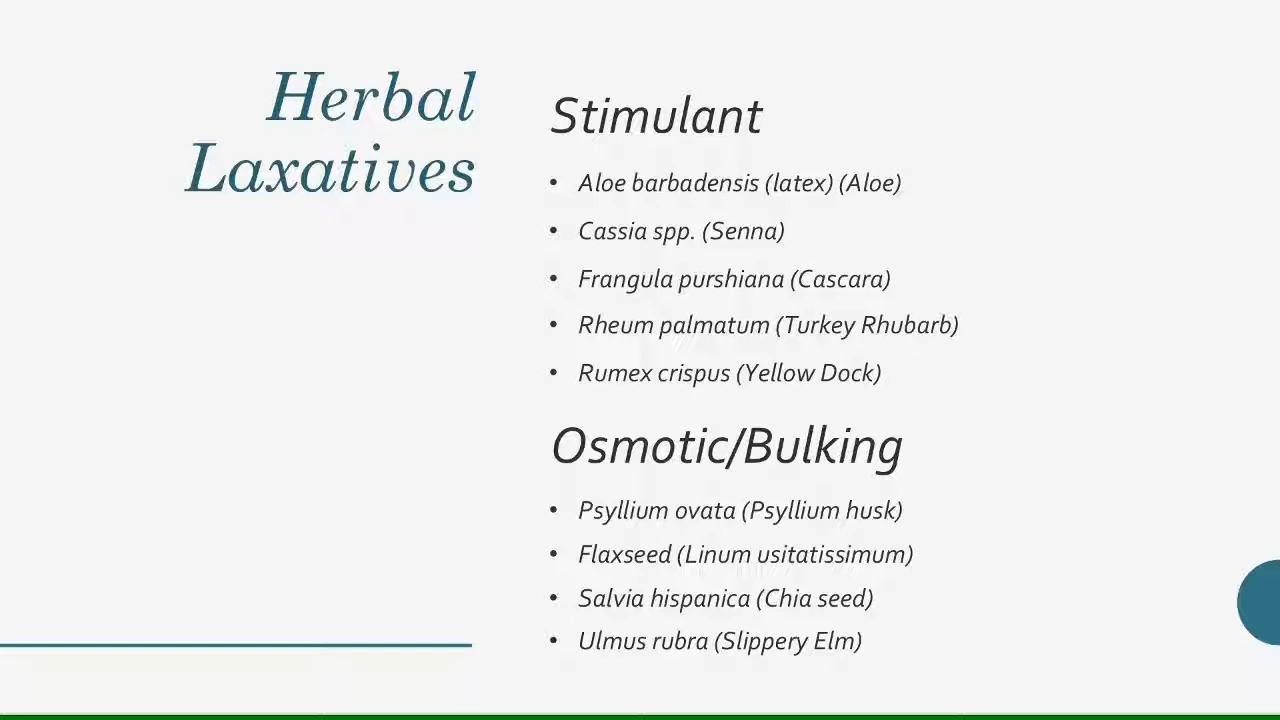 Herbal
Laxatives
Stimulant
• Aloe barbadensis (latex) (Aloe)
• Cassia spp. (Senna)
• Frangula purshiana (Cascara)
• Rheum palmatum (Turkey Rhubarb)
• Rumex crispus (Yellow Dock)
Osmotic/Bulking
• Psyllium ovata (Psyllium husk)
• Flaxseed (Linum usitatissimum)
• Salvia hispanica (Chia seed)
• Ulmus rubra (Slippery Elm)